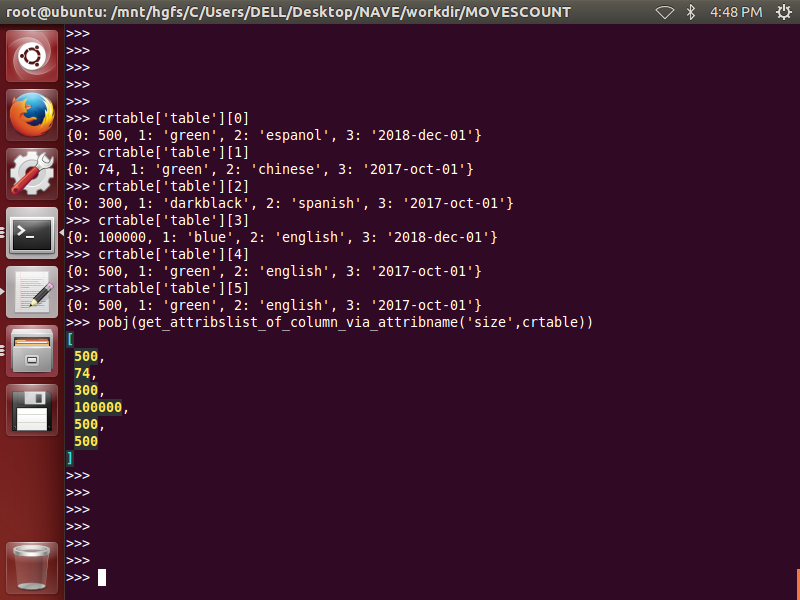 root@ubuntu: /mnt/hgfs/C/Users/DELL/Desktop/NAVE/workdir/MOVESCOUNT
4:48 PM
>>>
>>>
>>>
>>>
>>>
>>> crtable['table'][0]
{0: 500, 1: 'green', 2: 'espanol', 3: '2018-dec-01'}
>>> crtable['table'][1]
{0: 74, 1: 'green', 2: 'chinese', 3: '2017-oct-01'}
>>> crtable['table'][2]
{0: 300, 1: 'darkblack', 2: 'spanish', 3: '2017-oct-01'}
>>> crtable['table'][3]
{0: 100000, 1: 'blue', 2: 'english', 3: '2018-dec-01'}
>>> crtable['table'][4]
{0: 500, 1: 'green', 2: 'english', 3: '2017-oct-01'}
>>> crtable['table'][5]
{0: 500, 1: 'green', 2: 'english', 3: '2017-oct-01'}
>>> pobj(get_attribslist_of_column_via_attribname('size',crtable))
[
500,
74,
300,
100000,
500,
500
]
>>>
>>>
>>>
>>>
>>>
>>>
>>>